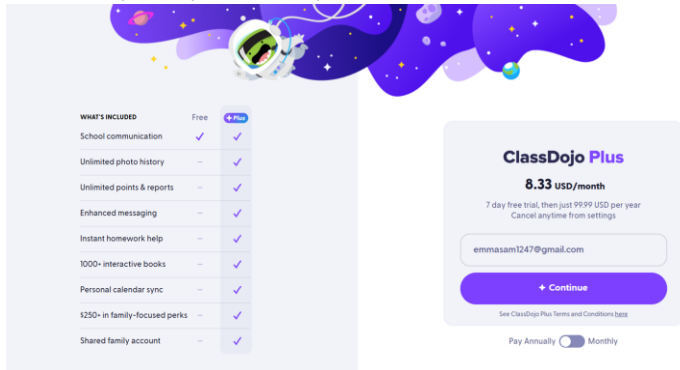 WHAT'S INCLUDED Free + Plus
School communication ✓ ✓
Unlimited photo history – ✓
Unlimited points & reports – ✓
Enhanced messaging – ✓
Instant homework help – ✓
1000+ interactive books – ✓
Personal calendar sync – ✓
$250+ in family-focused perks – ✓
Shared family account – ✓
ClassDojo Plus
8.33 USD/month
7 day free trial, then just 99.99 USD per year
Cancel anytime from settings
emmasam1247@gmail.com
+ Continue
See ClassDojo Plus Terms and Conditions here
Pay Annually Monthly